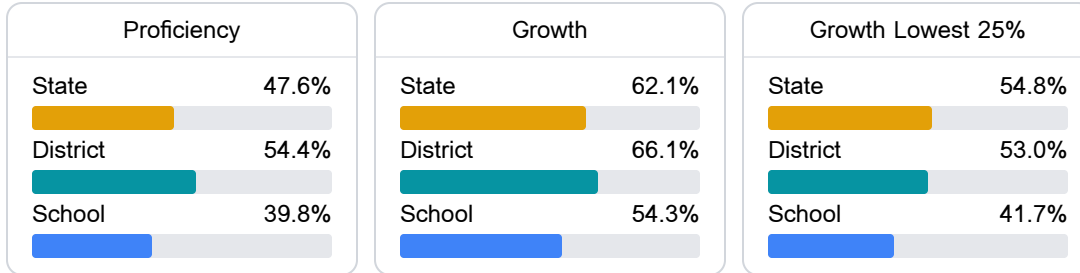 Proficiency
State 47.6%
District 54.4%
School 39.8%
Growth
State 62.1%
District 66.1%
School 54.3%
Growth Lowest 25%
State 54.8%
District 53.0%
School 41.7%